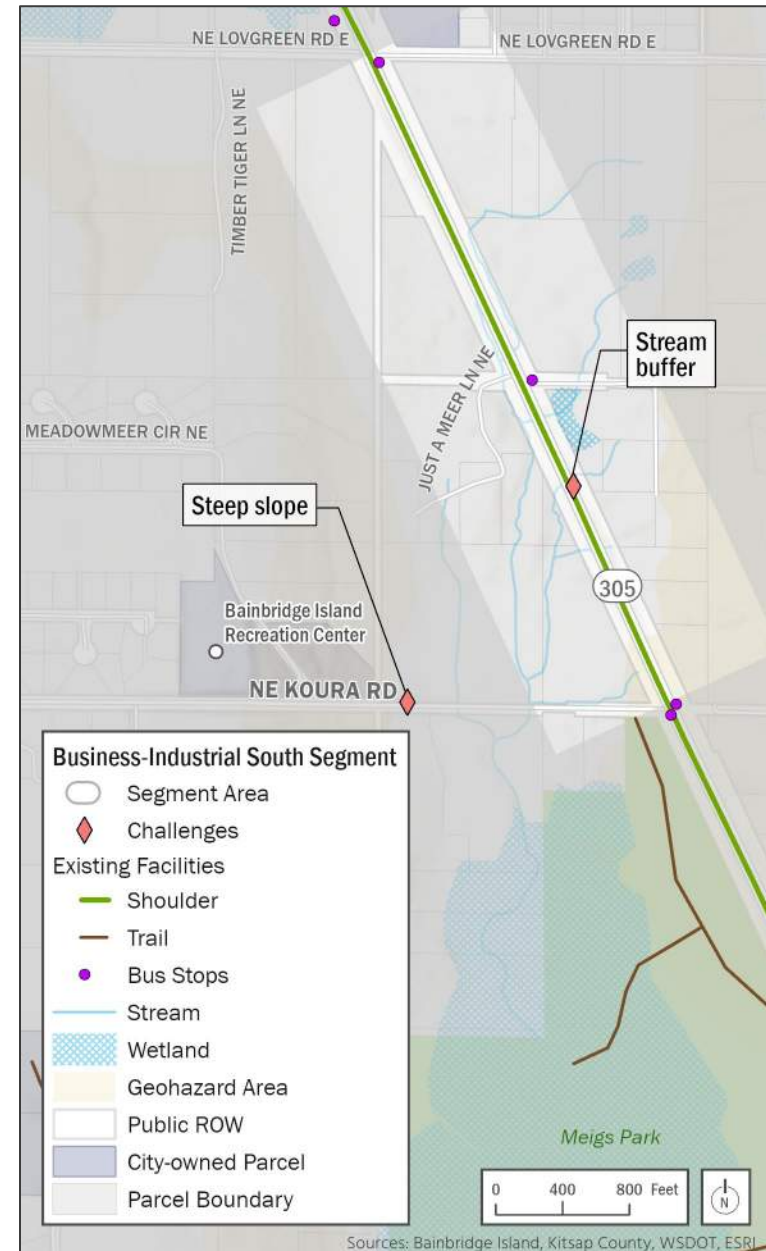 NE LOVGREEN RD E
NE LOVGREEN RD E
TIMBER TIGER LN NE
Stream
buffer
JUST A MEER LN NE
MEADOWMEER CIR NE
Steep slope
305
Bainbridge Island
Recreation Center
NE KOURA RD
Business-Industrial South Segment
Segment Area
Challenges
Existing Facilities
Shoulder
Trail
Bus Stops
Stream
Wetland
Geohazard Area
Public ROW
City-owned Parcel
Parcel Boundary
Meigs Park
0 400 800 Feet
N
Sources: Bainbridge Island, Kitsap County, WSDOT, ESRI